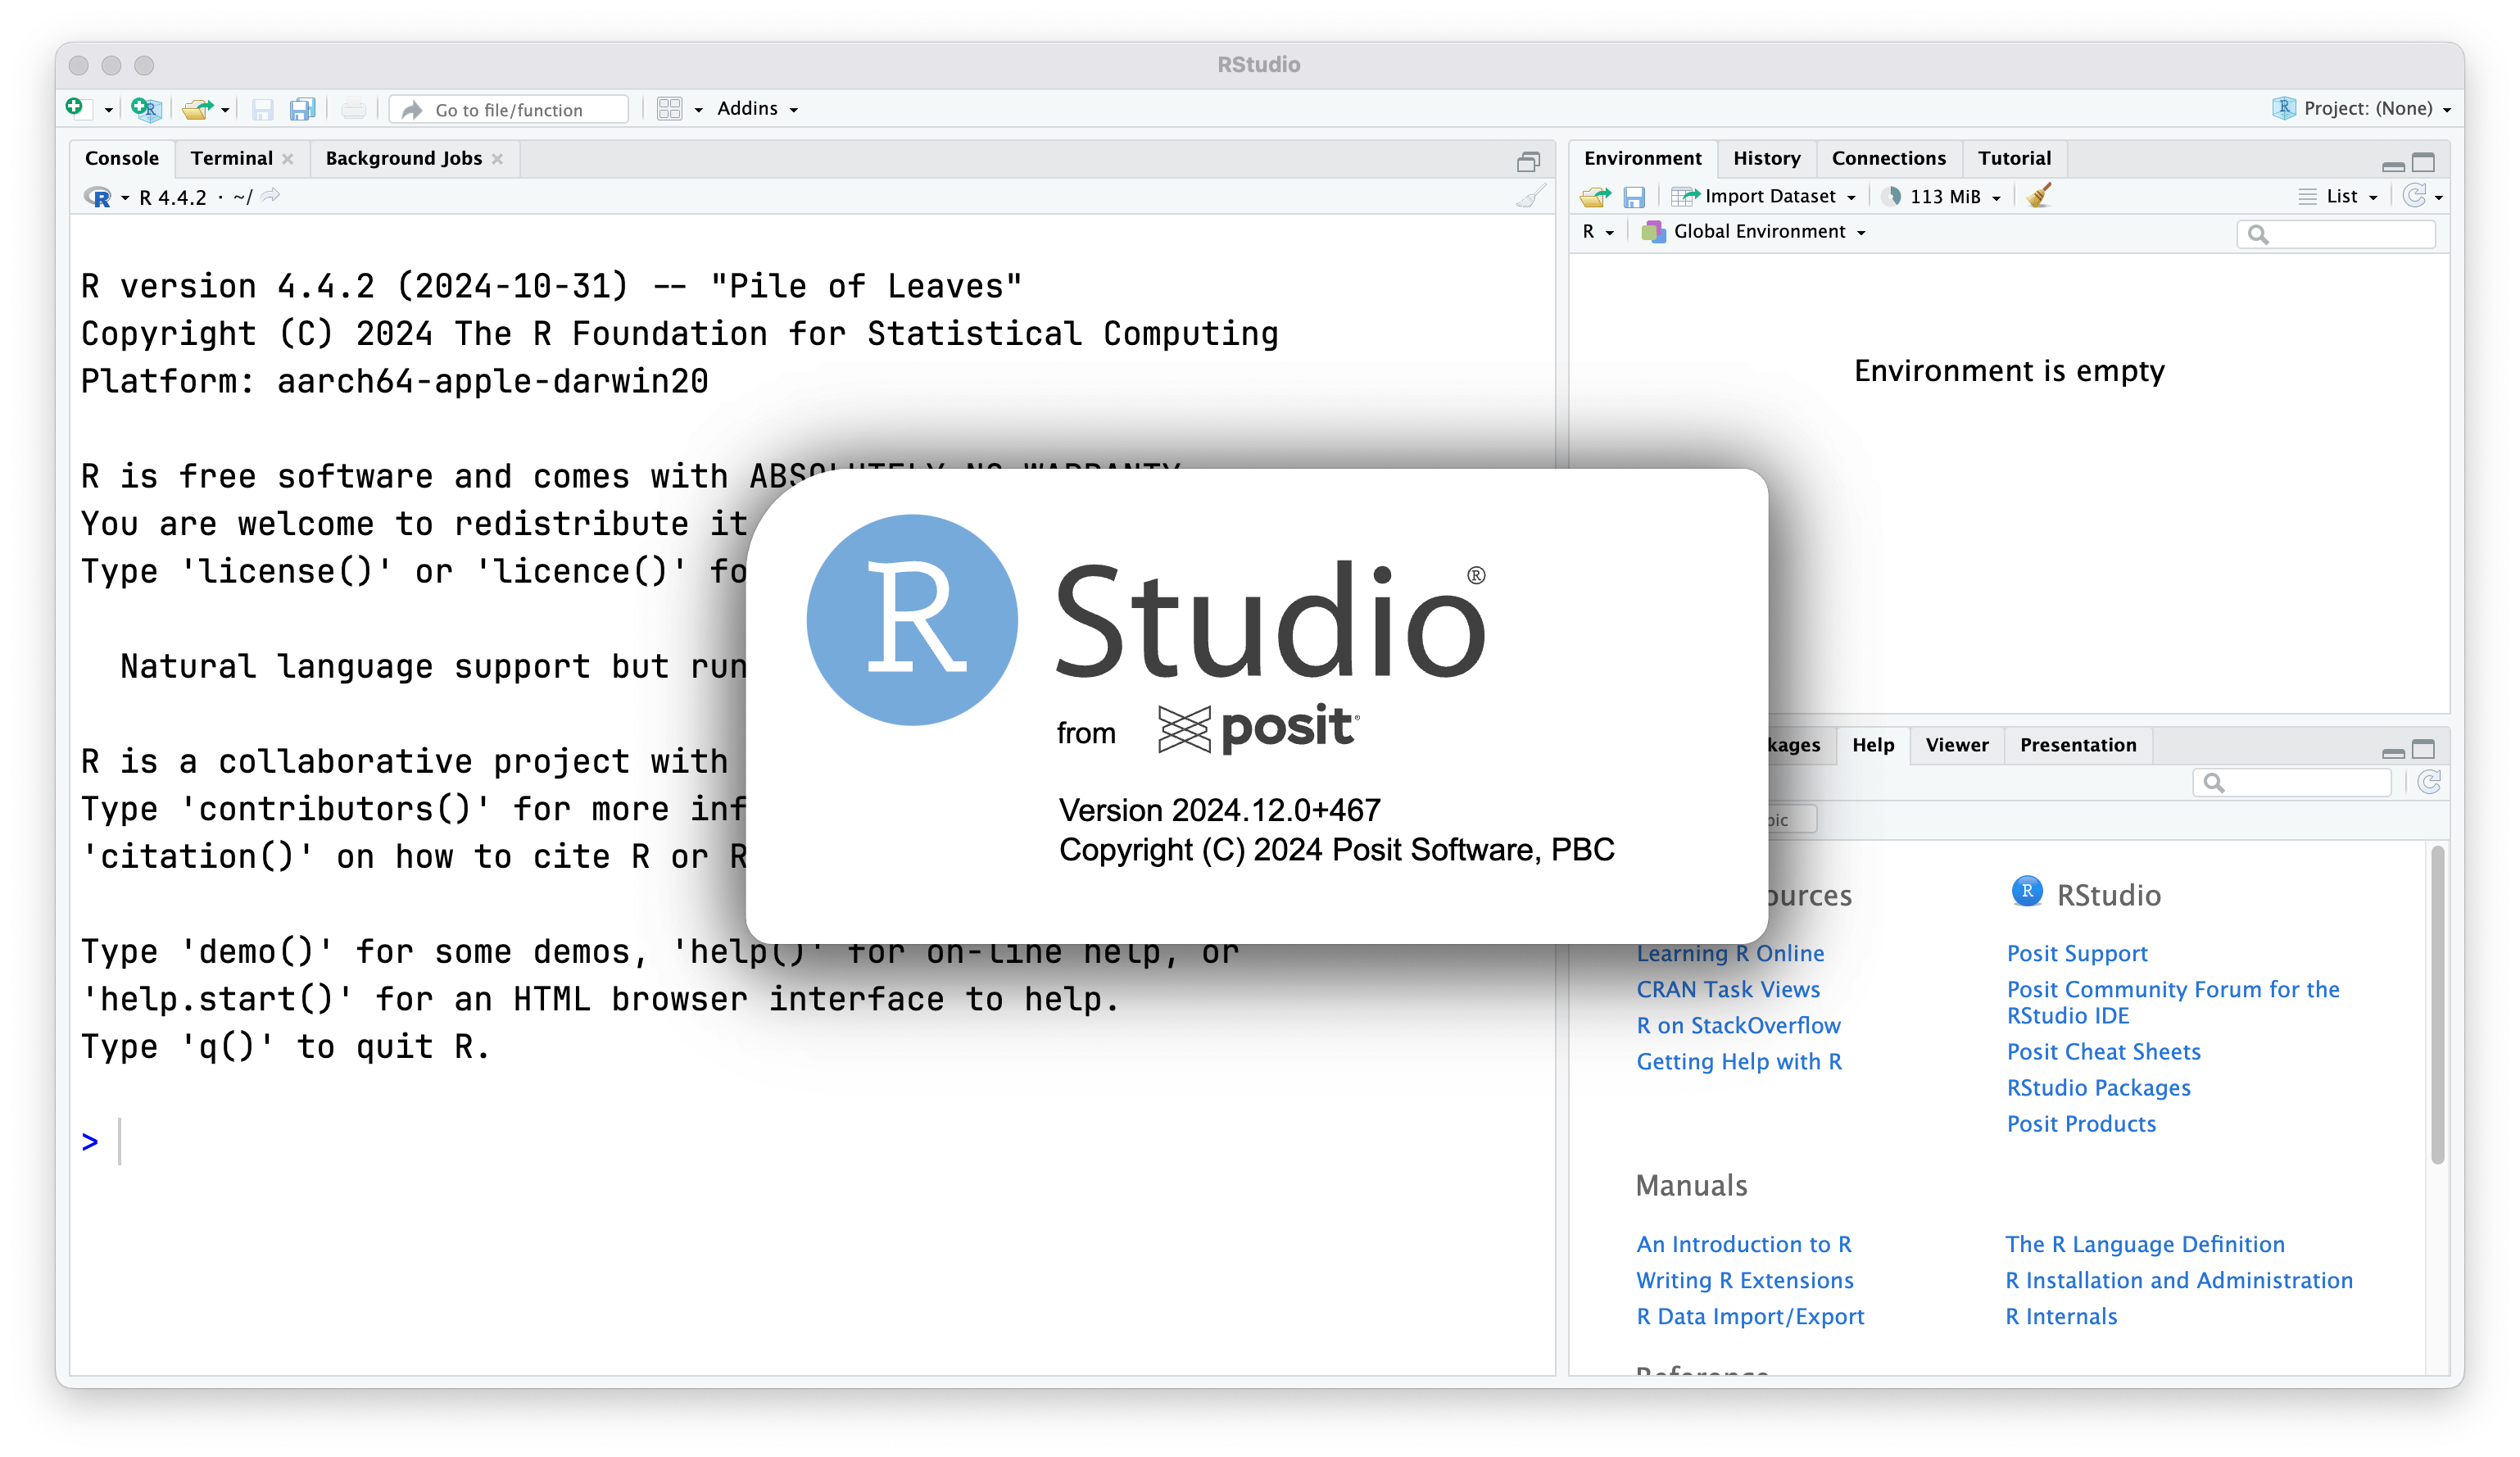 RStudio
Go to file/function
Addins
Project: (None)
Console
Terminal
Background Jobs
R 4.4.2 · ~/
R version 4.4.2 (2024-10-31) -- "Pile of Leaves"
Copyright (C) 2024 The R Foundation for Statistical Computing
Platform: aarch64-apple-darwin20
R is free software and comes with ABSOLUTELY NO WARRANTY
You are welcome to redistribute it
Type 'license()' or 'licence()'
Natural language support but
R is a collaborative project with
Type 'contributors()' for more
'citation()' on how to cite R or
Type 'demo()' for some demos, 'help()' for on-line help, or
'help.start()' for an HTML browser interface to help.
Type 'q()' to quit R.
>
R Studio®
from posit
Version 2024.12.0+467
Copyright (C) 2024 Posit Software, PBC
Environment
History
Connections
Tutorial
Import Dataset
113 MiB
List
R
Global Environment
Environment is empty
Help
Viewer
Presentation
R RStudio
Learning R Online
CRAN Task Views
R on StackOverflow
Getting Help with R
Posit Support
Posit Community Forum for the
RStudio IDE
Posit Cheat Sheets
RStudio Packages
Posit Products
Manuals
An Introduction to R
Writing R Extensions
R Data Import/Export
The R Language Definition
R Installation and Administration
R Internals